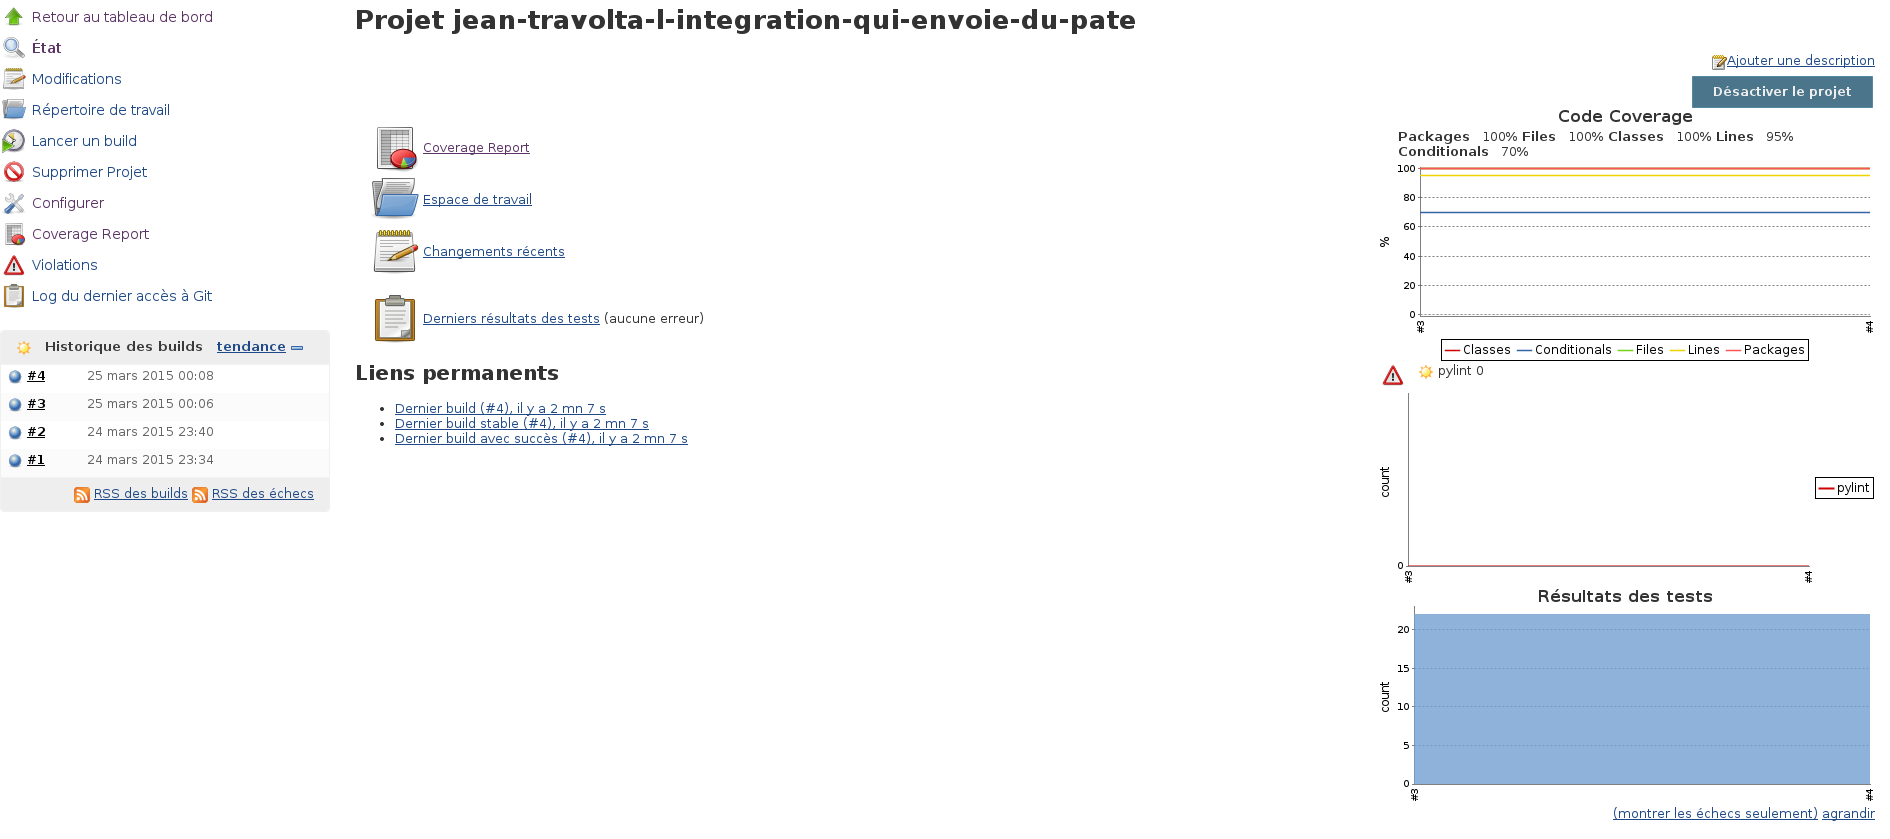 Retour au tableau de bord
État
Modifications
Répertoire de travail
Lancer un build
Supprimer Projet
Configurer
Coverage Report
Violations
Log du dernier accès à Git
Historique des builds tendance
#4 25 mars 2015 00:08
#3 25 mars 2015 00:06
#2 24 mars 2015 23:40
#1 24 mars 2015 23:34
RSS des builds RSS des échecs
Projet jean-travolta-l-integration-qui-envoie-du-pate
Coverage Report
Espace de travail
Changements récents
Derniers résultats des tests (aucune erreur)
Liens permanents
Dernier build (#4), il y a 2 mn 7 s
Dernier build stable (#4), il y a 2 mn 7 s
Dernier build avec succès (#4), il y a 2 mn 7 s
Ajouter une description
Désactiver le projet
Code Coverage
Packages 100% Files 100% Classes 100% Lines 95%
Conditionals 70%
100
80
60
40
20
0
%
#3 #4
Classes Conditionals Files Lines Packages
pylint 0
count
0
#3 #4
pylint
Résultats des tests
20
15
10
5
0
count
#3 #4
(montrer les échecs seulement) agrandir